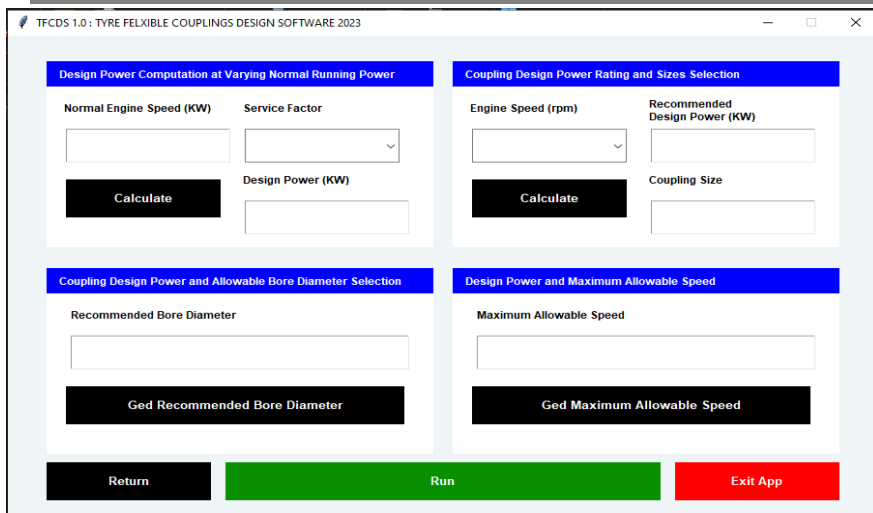 TFCDS 1.0 : TYRE FELXIBLE COUPLINGS DESIGN SOFTWARE 2023
Design Power Computation at Varying Normal Running Power
Normal Engine Speed (KW)
Service Factor
Calculate
Design Power (KW)
Coupling Design Power Rating and Sizes Selection
Engine Speed (rpm)
Recommended
Design Power (KW)
Calculate
Coupling Size
Coupling Design Power and Allowable Bore Diameter Selection
Recommended Bore Diameter
Ged Recommended Bore Diameter
Design Power and Maximum Allowable Speed
Maximum Allowable Speed
Ged Maximum Allowable Speed
Return
Run
Exit App